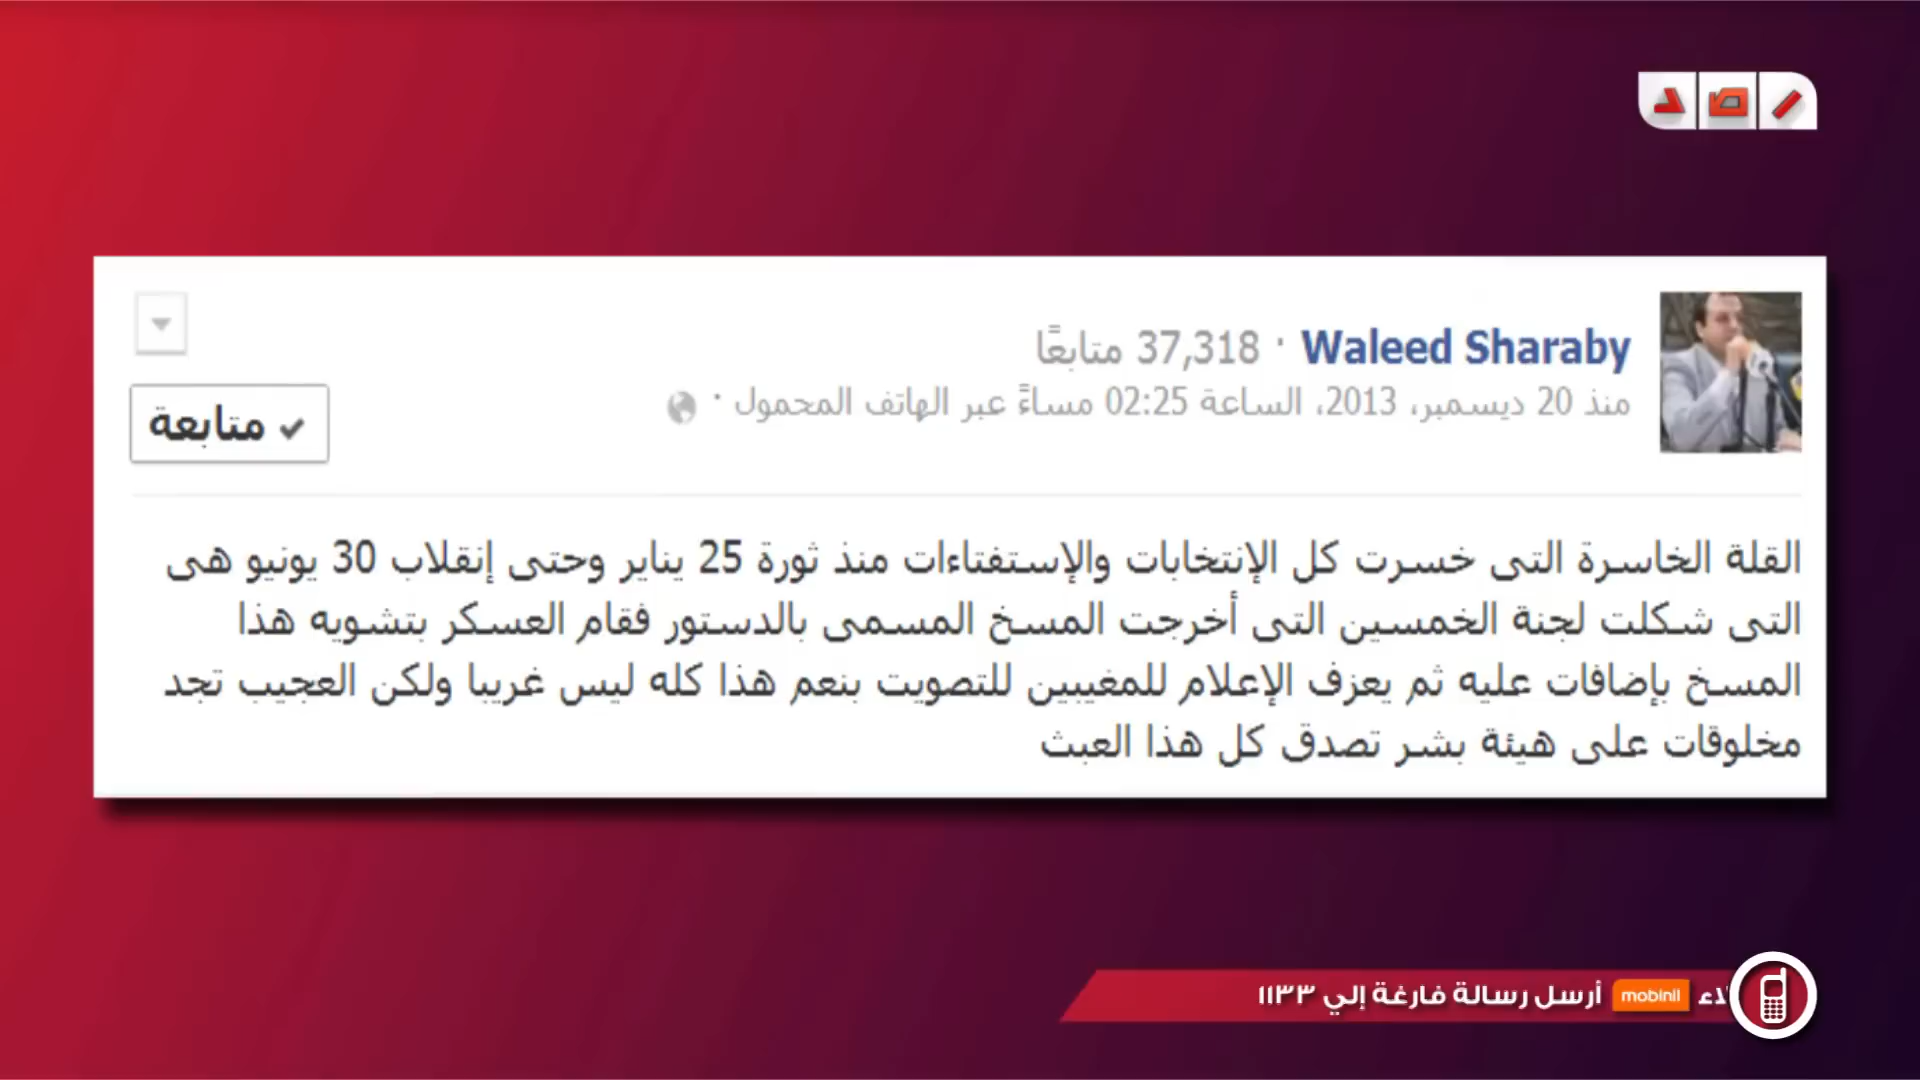 رصد
Waleed Sharaby · 37,318 متابعًا
منذ 20 ديسمبر، 2013، الساعة 02:25 مساءً عبر الهاتف المحمول ·
متابعة
القلة الخاسرة التى خسرت كل الإنتخابات والإستفتاءات منذ ثورة 25 يناير وحتى إنقلاب 30 يونيو هى
التى شكلت لجنة الخمسين التى أخرجت المسخ المسمى بالدستور فقام العسكر بتشويه هذا
المسخ بإضافات عليه ثم يعزف الإعلام للمغيبين للتصويت بنعم هذا كله ليس غريبا ولكن العجيب تجد
مخلوقات على هيئة بشر تصدق كل هذا العبث
mobinil أرسل رسالة فارغة إلي ١١٣٣